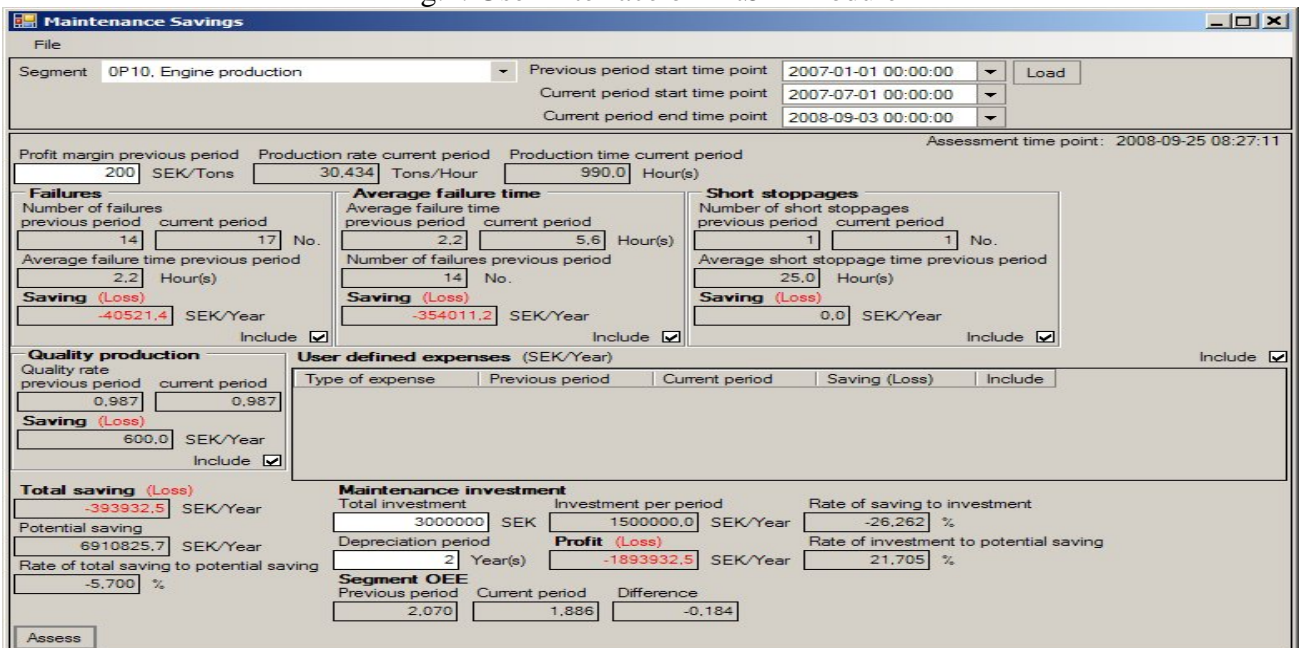 Maintenance Savings
File
Segment 0P10, Engine production
Previous period start time point 2007-01-01 00:00:00 Load
Current period start time point 2007-07-01 00:00:00
Current period end time point 2008-09-03 00:00:00
Assessment time point: 2008-09-25 08:27:11
Profit margin previous period Production rate current period Production time current period
200 SEK/Tons 30,434 Tons/Hour 990,0 Hour(s)
Failures
Number of failures
previous period current period
14 17 No.
Average failure time previous period
2,2 Hour(s)
Saving (Loss)
-40521,4 SEK/Year
Include
Average failure time
Average failure time
previous period current period
2,2 5,6 Hour(s)
Number of failures previous period
14 No.
Saving (Loss)
-354011,2 SEK/Year
Include
Short stoppages
Number of short stoppages
previous period current period
1 1 No.
Average short stoppage time previous period
25,0 Hour(s)
Saving (Loss)
0,0 SEK/Year
Include
Quality production
Quality rate
previous period current period
0,987 0,987
Saving (Loss)
600,0 SEK/Year
Include
User defined expenses (SEK/Year) Include
Type of expense Previous period Current period Saving (Loss) Include
Total saving (Loss)
-393932,5 SEK/Year
Potential saving
6910825,7 SEK/Year
Rate of total saving to potential saving
-5,700 %
Maintenance investment
Total investment Investment per period Rate of saving to investment
3000000 SEK 1500000,0 SEK/Year -26,262 %
Depreciation period Profit (Loss) Rate of investment to potential saving
2 Year(s) -1893932,5 SEK/Year 21,705 %
Segment OEE
Previous period Current period Difference
2,070 1,886 -0,184
Assess